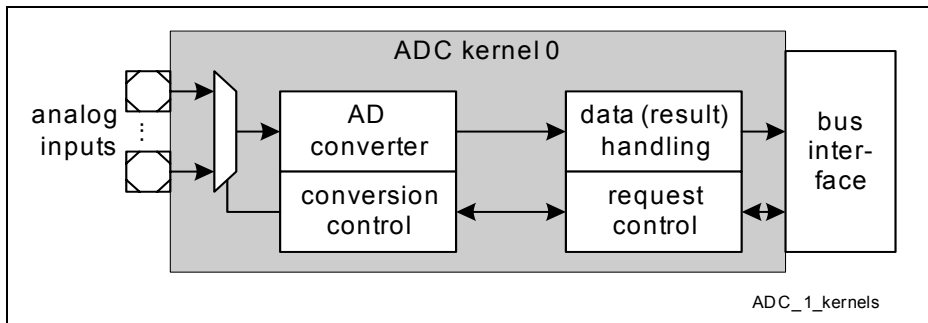 ADC kernel 0
analog
inputs
AD
converter
conversion
control
data (result)
handling
request
control
bus
inter-
face
ADC_1_kernels